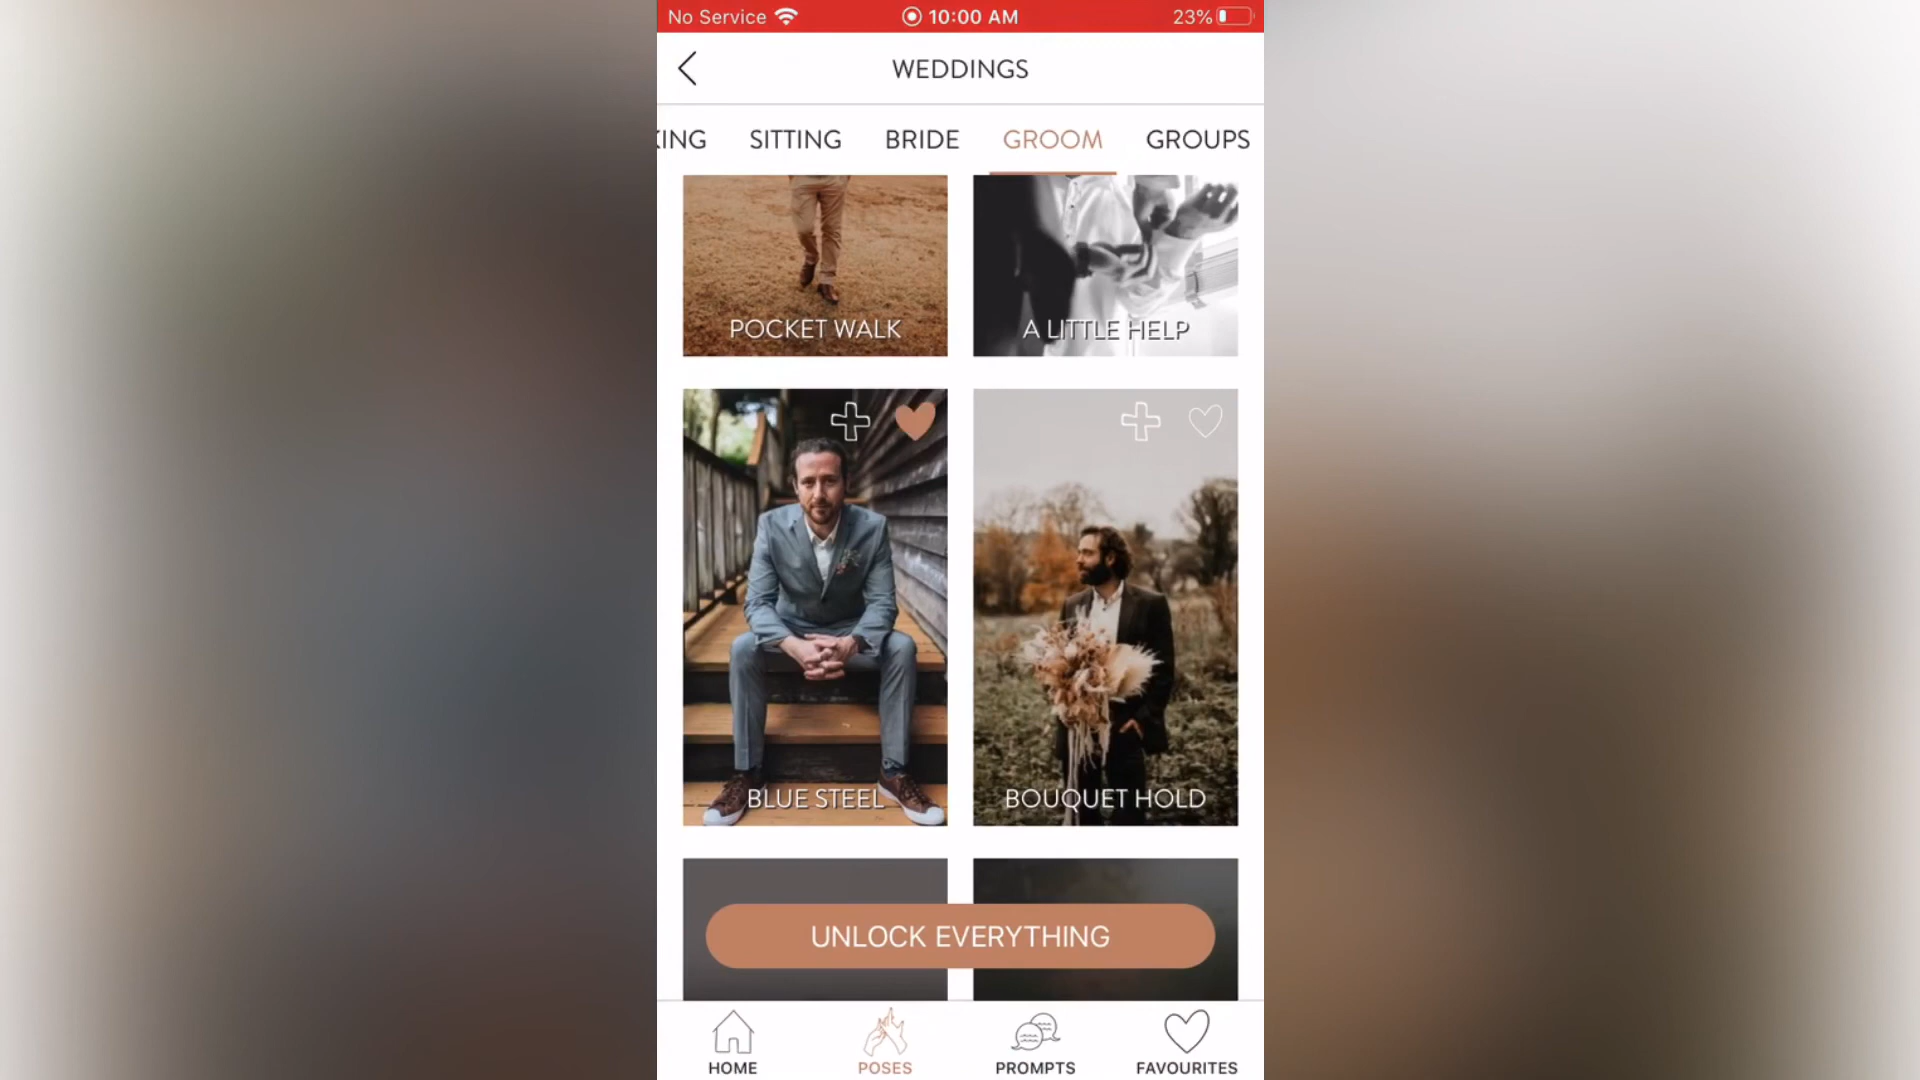 No Service 10:00 AM 23%
WEDDINGS
KING SITTING BRIDE GROOM GROUPS
POCKET WALK A LITTLE HELP
BLUE STEEL BOUQUET HOLD
UNLOCK EVERYTHING
HOME POSES PROMPTS FAVOURITES